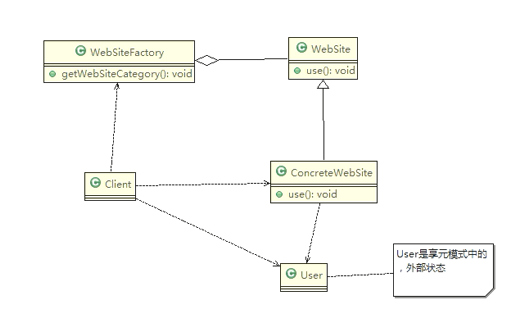 WebSiteFactory
getWebSiteCategory(): void
WebSite
use(): void
Client
ConcreteWebSite
use(): void
User
User是享元模式中的
，外部状态